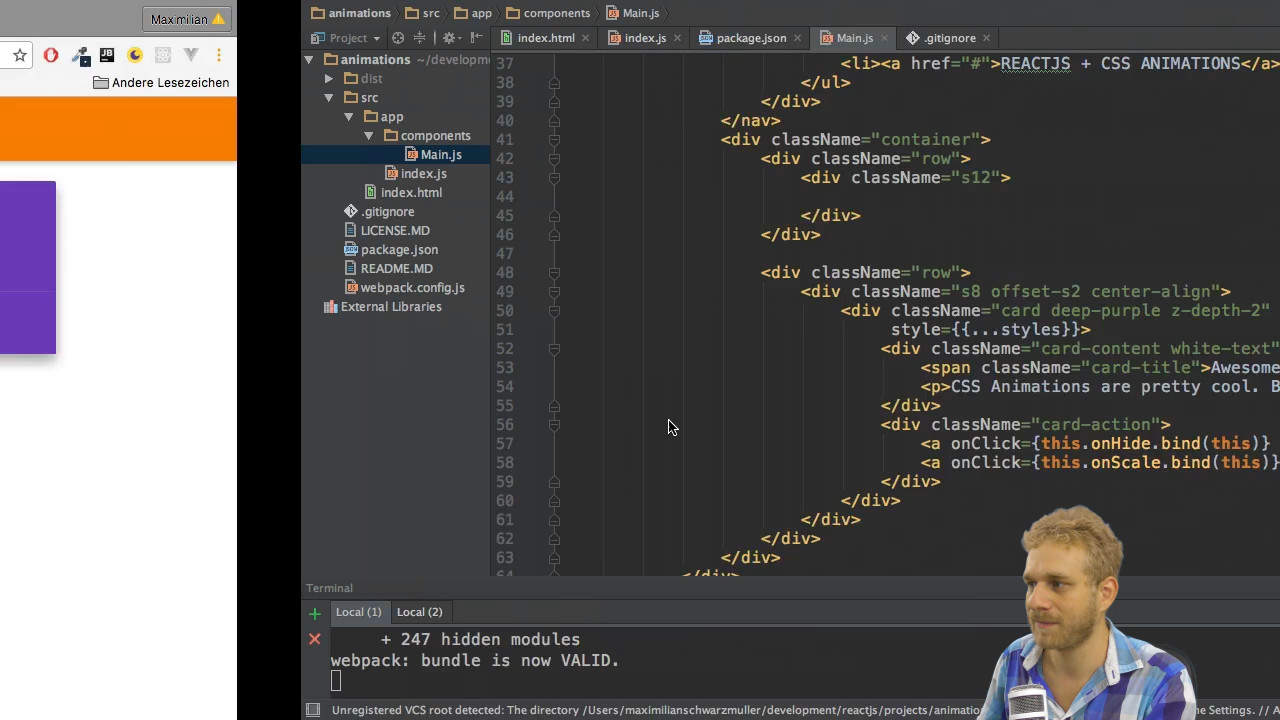 Maximilian
Andere Lesezeichen
animations
src
app
components
Main.js
Project
index.html
index.js
package.json
Main.js
.gitignore
animations ~/developme
dist
src
app
components
Main.js
index.js
index.html
.gitignore
LICENSE.MD
package.json
README.MD
webpack.config.js
External Libraries
37 <li><a href="#">REACTJS + CSS ANIMATIONS</a>
38 </ul>
39 </div>
40 </nav>
41 <div className="container">
42 <div className="row">
43 <div className="s12">
44
45 </div>
46 </div>
47
48 <div className="row">
49 <div className="s8 offset-s2 center-align">
50 <div className="card deep-purple z-depth-2"
51 style={{...styles}}>
52 <div className="card-content white-text"
53 <span className="card-title">Awesome
54 <p>CSS Animations are pretty cool. B
55 </div>
56 <div className="card-action">
57 <a onClick={this.onHide.bind(this)}
58 <a onClick={this.onScale.bind(this)}
59 </div>
60 </div>
61 </div>
62 </div>
63 </div>
64 </div>
Terminal
Local (1)
Local (2)
+ 247 hidden modules
webpack: bundle is now VALID.
Unregistered VCS root detected: The directory /Users/maximilianschwarzmuller/development/reactjs/projects/animatio
e Settings. // A